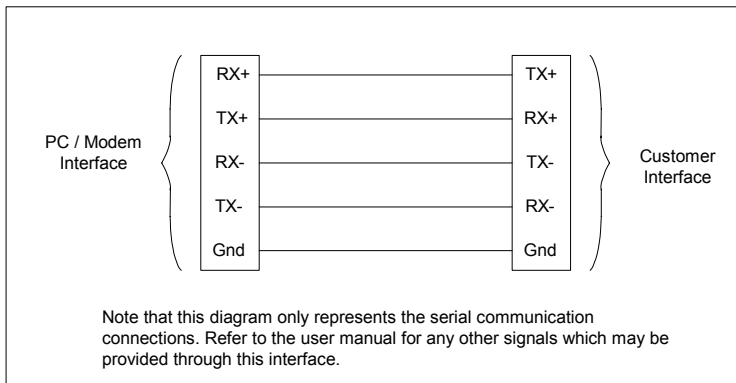 RX+ TX+
TX+ RX+
PC / Modem
Interface
RX- TX-
Customer
Interface
TX- RX-
Gnd Gnd
Note that this diagram only represents the serial communication
connections. Refer to the user manual for any other signals which may be
provided through this interface.